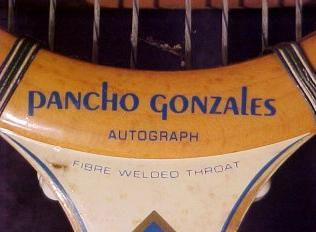 PANCHO GONZALES
AUTOGRAPH
FIBRE WELDED THROAT